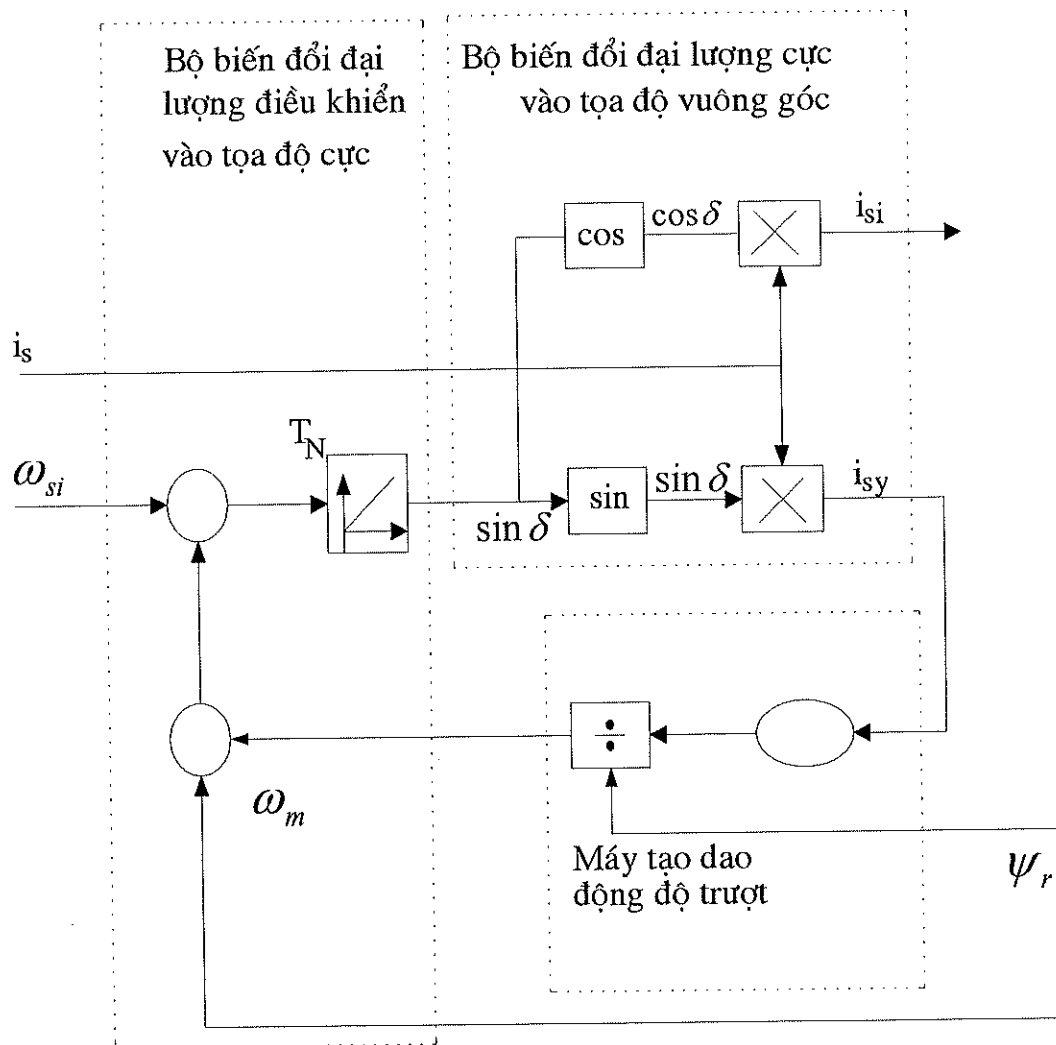 Bộ biến đổi đại
lượng điều khiển
vào tọa độ cực
Bộ biến đổi đại lượng cực
vào tọa độ vuông góc
cos
cos δ
i_si
i_s
T_N
ω_si
sin δ
sin
sin δ
i_sy
÷
ω_m
Máy tạo dao
động độ trượt
ψ_r